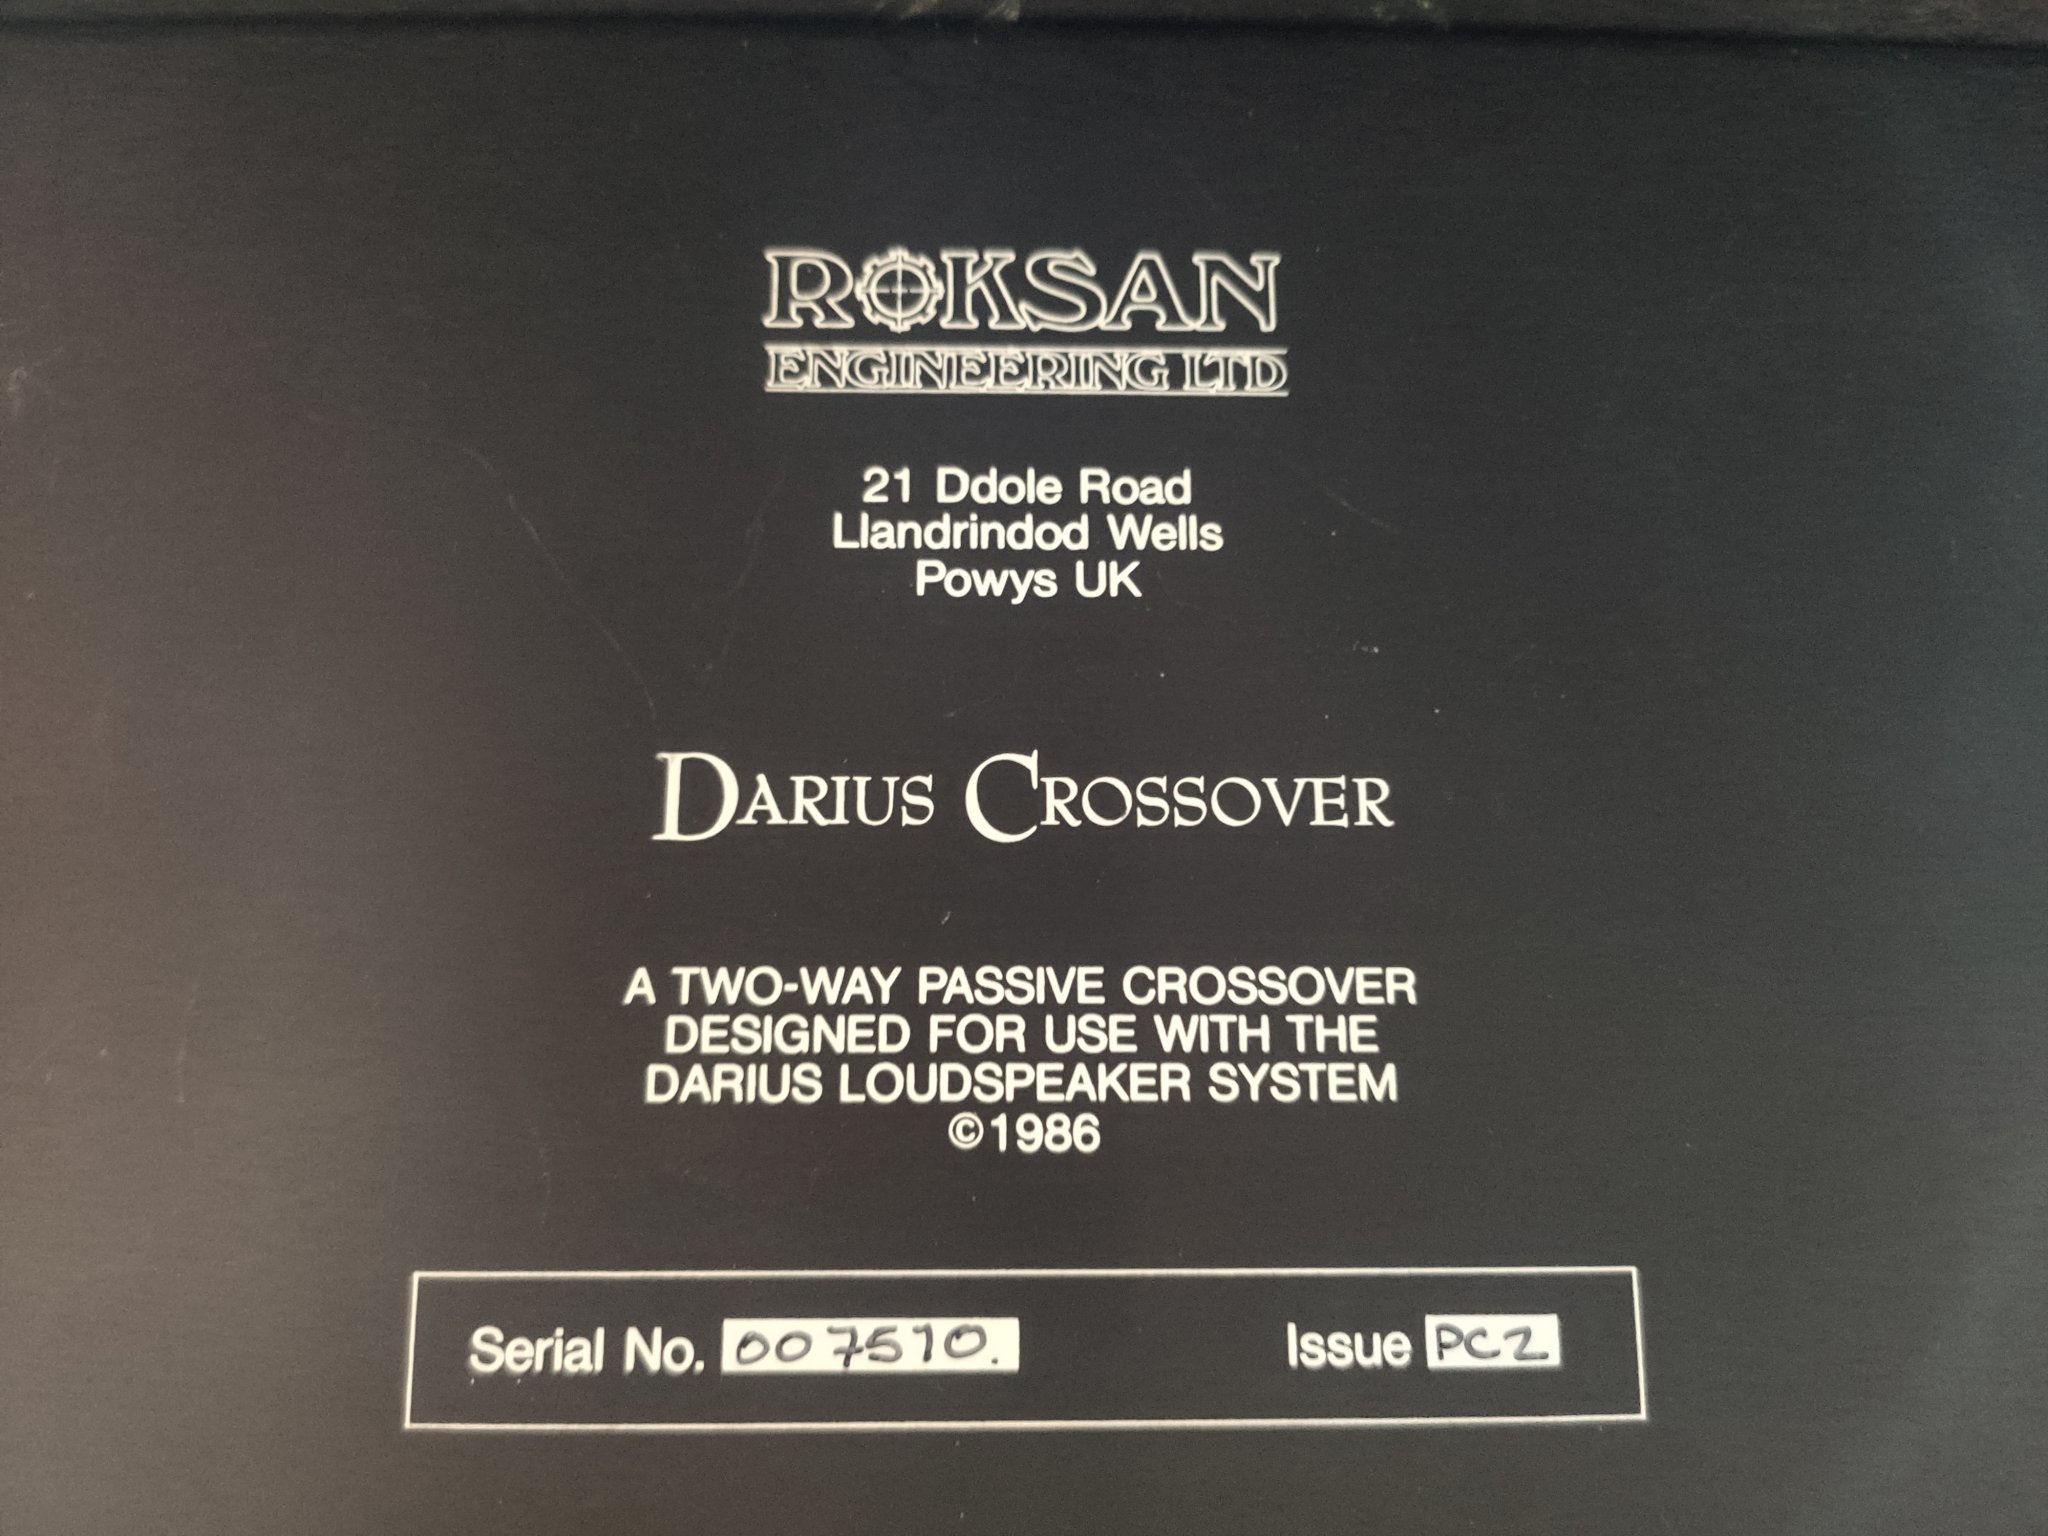 ROKSAN
ENGINEERING LTD
21 Ddole Road
Llandrindod Wells
Powys UK
DARIUS CROSSOVER
A TWO-WAY PASSIVE CROSSOVER
DESIGNED FOR USE WITH THE
DARIUS LOUDSPEAKER SYSTEM
©1986
Serial No. 007510. Issue PC2